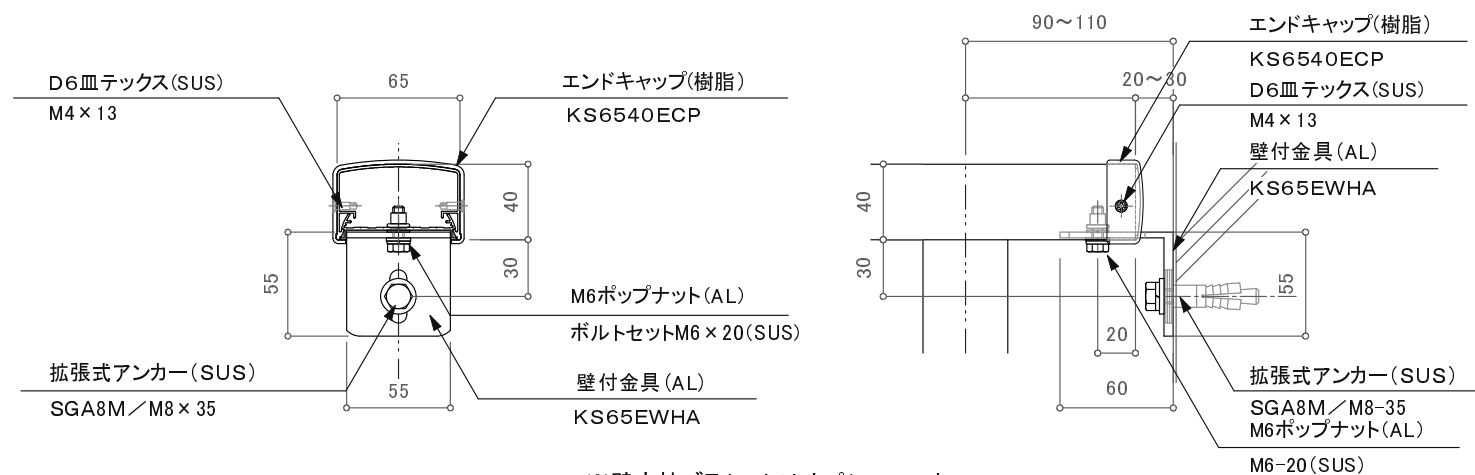 D6皿テックス(SUS)
M4×13
65
エンドキャップ(樹脂)
KS6540ECP
40
30
55
M6ポップナット(AL)
ボルトセットM6×20(SUS)
拡張式アンカー(SUS)
SGA8M/M8×35
55
壁付金具(AL)
KS65EWHA
90〜110
エンドキャップ(樹脂)
KS6540ECP
20〜30
D6皿テックス(SUS)
M4×13
壁付金具(AL)
KS65EWHA
40
30
55
20
60
拡張式アンカー(SUS)
SGA8M/M8-35
M6ポップナット(AL)
M6-20(SUS)